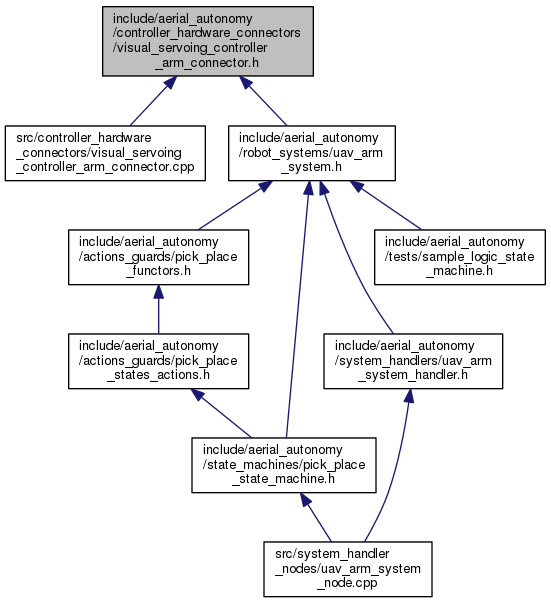 include/aerial_autonomy
/controller_hardware_connectors
/visual_servoing_controller
_arm_connector.h
src/controller_hardware
_connectors/visual_servoing
_controller_arm_connector.cpp
include/aerial_autonomy
/robot_systems/uav_arm
_system.h
include/aerial_autonomy
/actions_guards/pick_place
_functors.h
include/aerial_autonomy
/tests/sample_logic_state
_machine.h
include/aerial_autonomy
/actions_guards/pick_place
_states_actions.h
include/aerial_autonomy
/system_handlers/uav_arm
_system_handler.h
include/aerial_autonomy
/state_machines/pick_place
_state_machine.h
src/system_handler
_nodes/uav_arm_system
_node.cpp